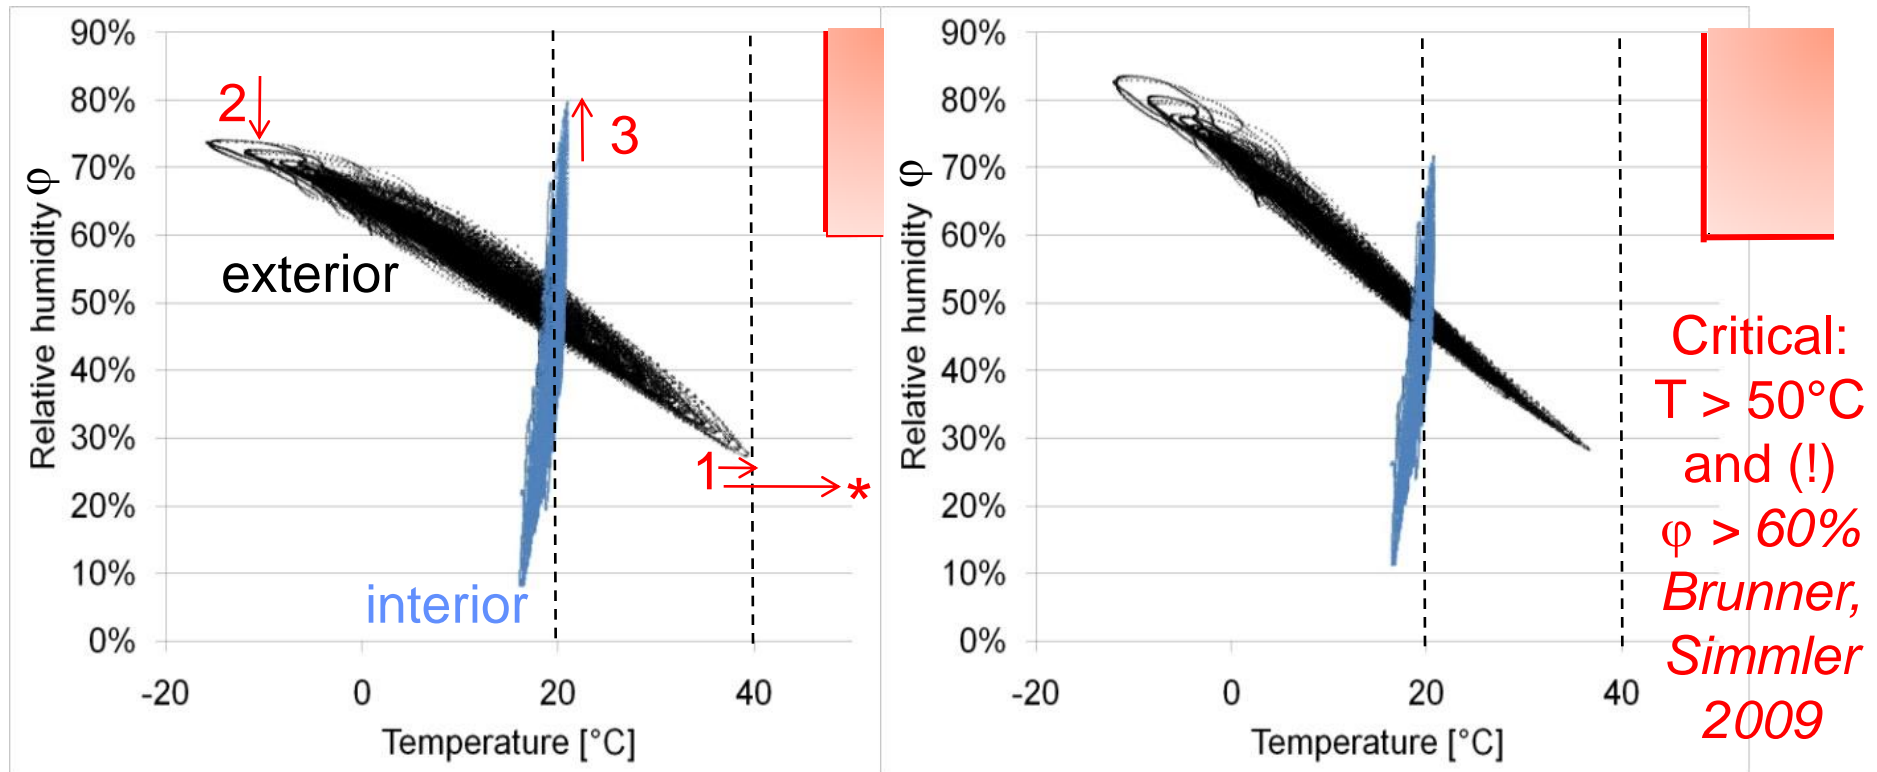 90%
80%
70%
60%
50%
40%
30%
20%
10%
0%
Relative humidity φ
-20
0
20
40
Temperature [°C]
exterior
interior
2
3
1
*
90%
80%
70%
60%
50%
40%
30%
20%
10%
0%
Relative humidity φ
-20
0
20
40
Temperature [°C]
Critical:
T > 50°C
and (!)
φ > 60%
Brunner,
Simmler
2009